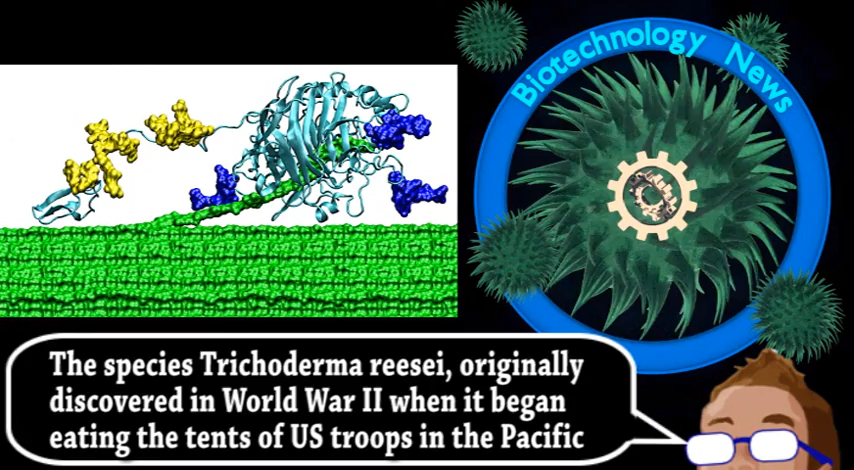 Biotechnology News
The species Trichoderma reesei, originally
discovered in World War II when it began
eating the tents of US troops in the Pacific